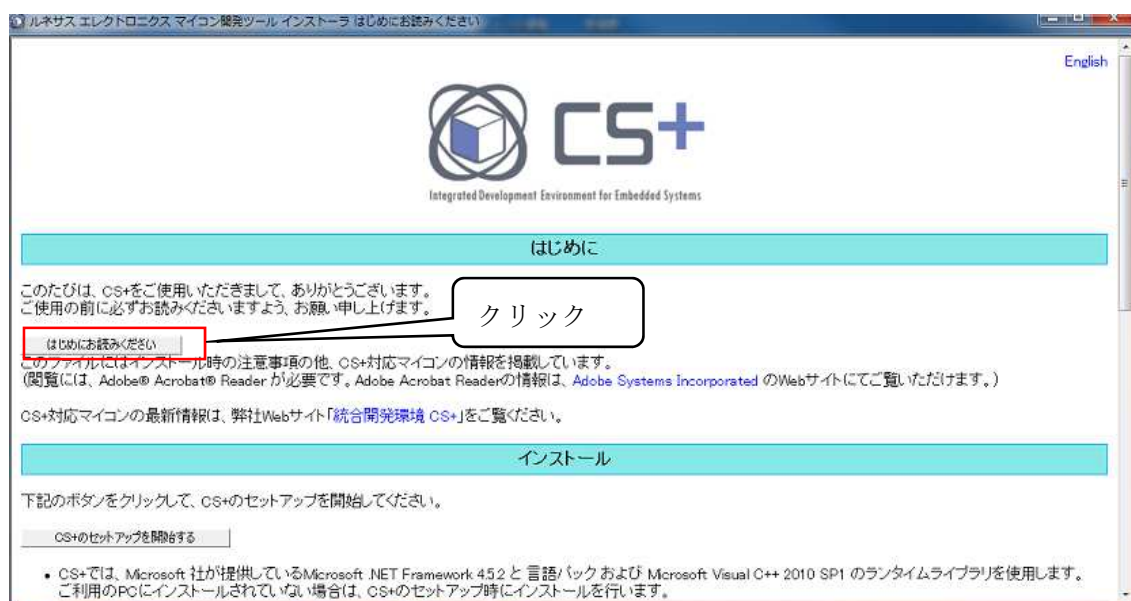 ルネサス エレクトロニクス マイコン開発ツール インストーラ はじめにお読みください
English
CS+
Integrated Development Environment for Embedded Systems
はじめに
このたびは、CS+をご使用いただきまして、ありがとうございます。
ご使用の前に必ずお読みくださいますよう、お願い申し上げます。
クリック
はじめにお読みください
このファイルにはインストール時の注意事項の他、CS+対応マイコンの情報を掲載しています。
(閲覧には、Adobe® Acrobat® Reader が必要です。Adobe Acrobat Readerの情報は、Adobe Systems Incorporated のWebサイトにてご覧いただけます。)
CS+対応マイコンの最新情報は、弊社Webサイト「統合開発環境 CS+」をご覧ください。
インストール
下記のボタンをクリックして、CS+のセットアップを開始してください。
CS+のセットアップを開始する
• CS+では、Microsoft 社が提供しているMicrosoft .NET Framework 4.5.2 と 言語パック および Microsoft Visual C++ 2010 SP1 のランタイムライブラリを使用します。
ご利用のPCにインストールされていない場合は、CS+のセットアップ時にインストールを行います。